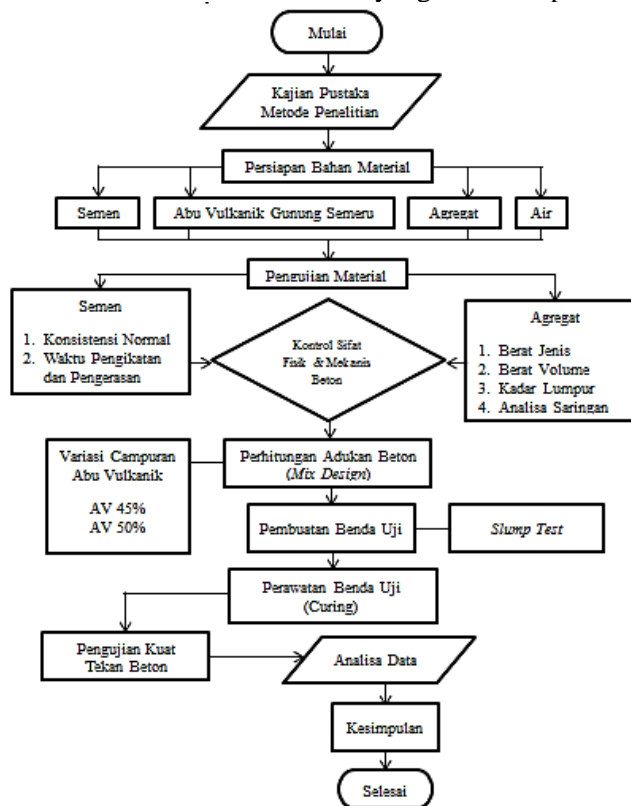 Mulai
Kajian Pustaka
Metode Penelitian
Persiapan Bahan Material
Semen
Abu Vulkanik Gunung Semeru
Agregat
Air
Pengujian Material
Semen
1. Konsistensi Normal
2. Waktu Pengikatan
dan Pengerasan
Kontrol Sifat
Fisik & Mekanis
Beton
Agregat
1. Berat Jenis
2. Berat Volume
3. Kadar Lumpur
4. Analisa Saringan
Variasi Campuran
Abu Vulkanik
AV 45%
AV 50%
Perhitungan Adukan Beton
(Mix Design)
Pembuatan Benda Uji
Slump Test
Perawatan Benda Uji
(Curing)
Pengujian Kuat
Tekan Beton
Analisa Data
Kesimpulan
Selesai